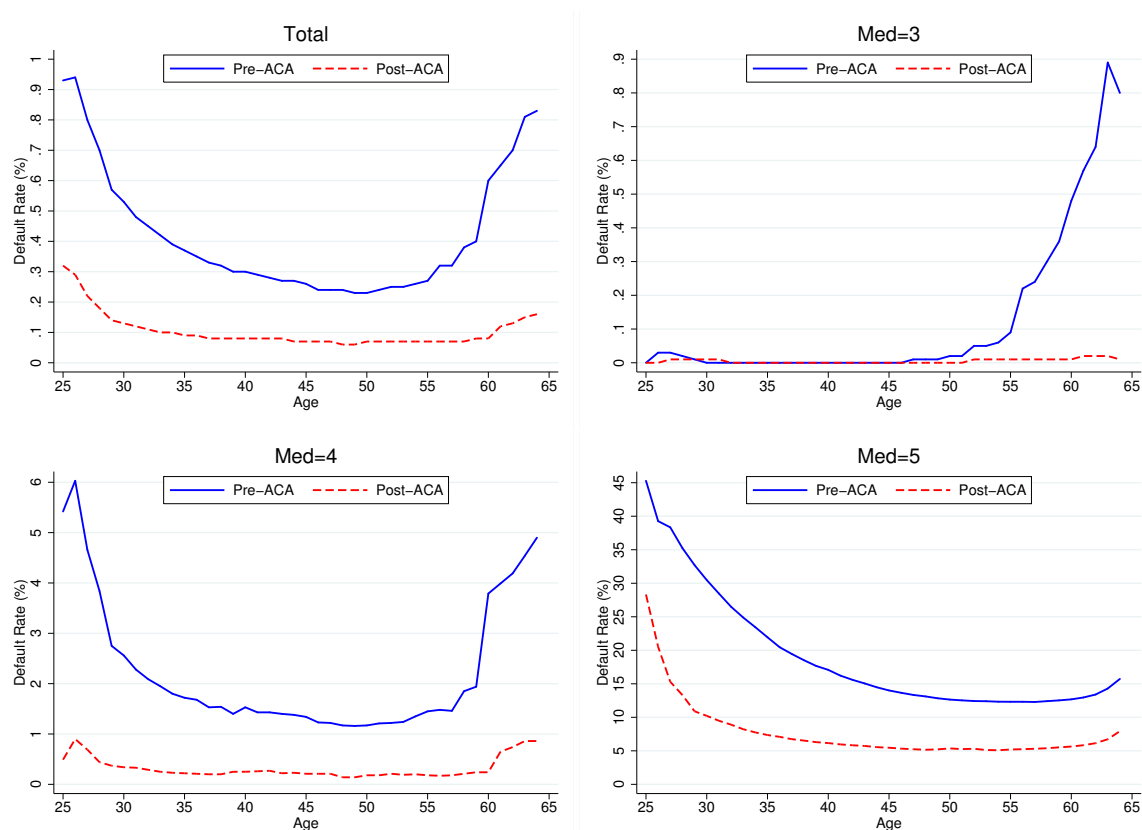 Total
Pre−ACA Post−ACA
Default Rate (%)
0 .1 .2 .3 .4 .5 .6 .7 .8 .9 1
25 30 35 40 45 50 55 60 65
Age
Med=3
Pre−ACA Post−ACA
Default Rate (%)
0 .1 .2 .3 .4 .5 .6 .7 .8 .9
25 30 35 40 45 50 55 60 65
Age
Med=4
Pre−ACA Post−ACA
Default Rate (%)
0 1 2 3 4 5 6
25 30 35 40 45 50 55 60 65
Age
Med=5
Pre−ACA Post−ACA
Default Rate (%)
0 5 10 15 20 25 30 35 40 45
25 30 35 40 45 50 55 60 65
Age